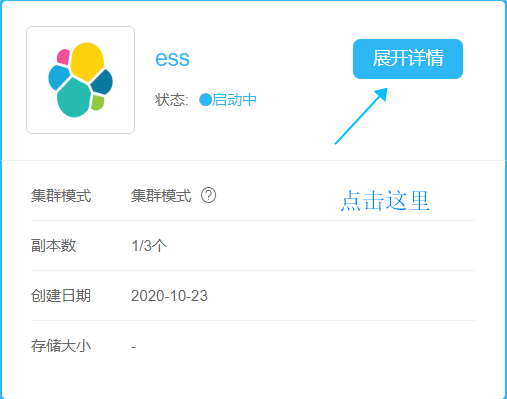 ess
展开详情
状态: 启动中
集群模式 集群模式 ?
点击这里
副本数 1/3个
创建日期 2020-10-23
存储大小 -